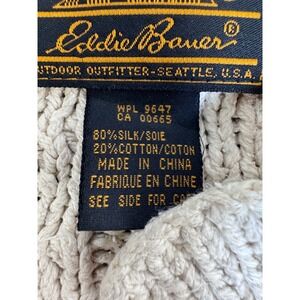 Eddie Bauer®
OUTDOOR OUTFITTER-SEATTLE, U.S.A.
WPL 9647
CA 00665
80% SILK/SOIE
20% COTTON/COTON
MADE IN CHINA
FABRIQUE EN CHINE
SEE SIDE FOR